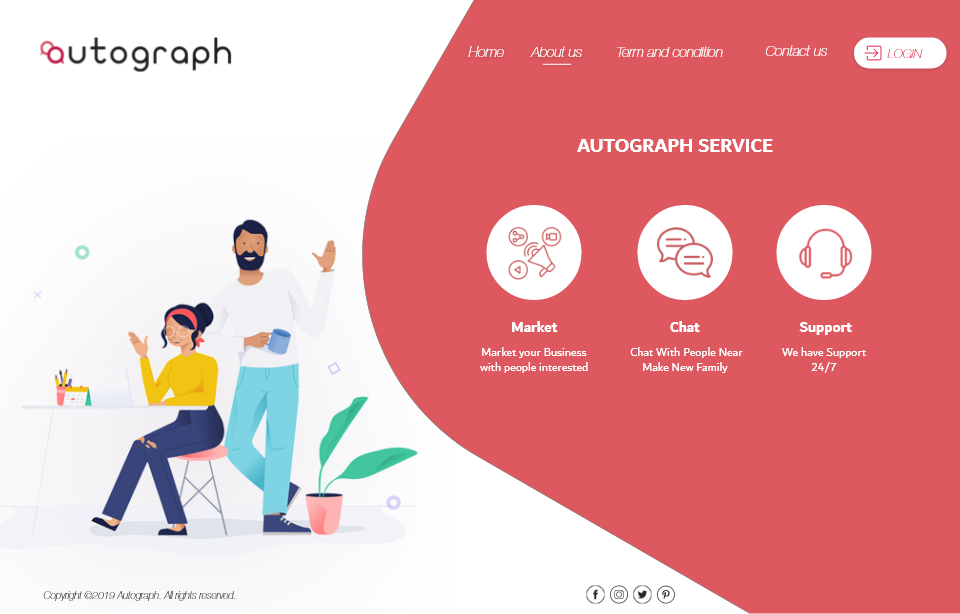 autograph
Home About us Term and condition Contact us LOGIN
AUTOGRAPH SERVICE
Market
Market your Business
with people interested
Chat
Chat With People Near
Make New Family
Support
We have Support
24/7
Copyright ©2019 Autograph. All rights reserved.